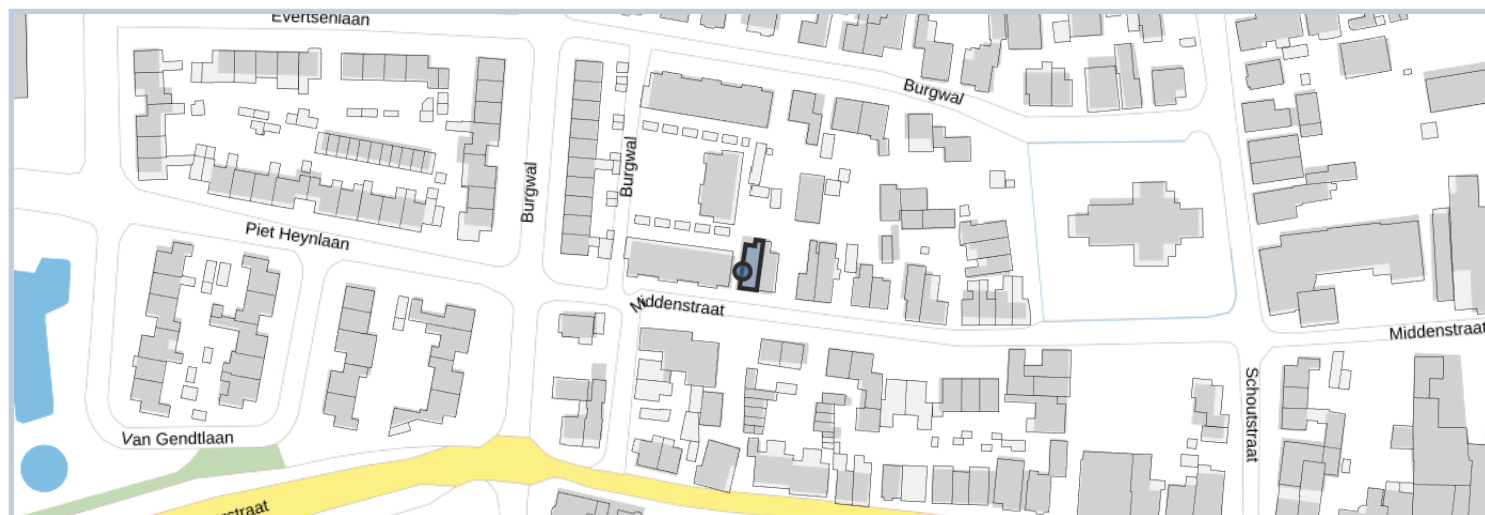 Evertsenlaan
Burgwal
Burgwal
Burgwal
Piet Heynlaan
Middenstraat
Middenstraat
Schoutstraat
Van Gendtlaan